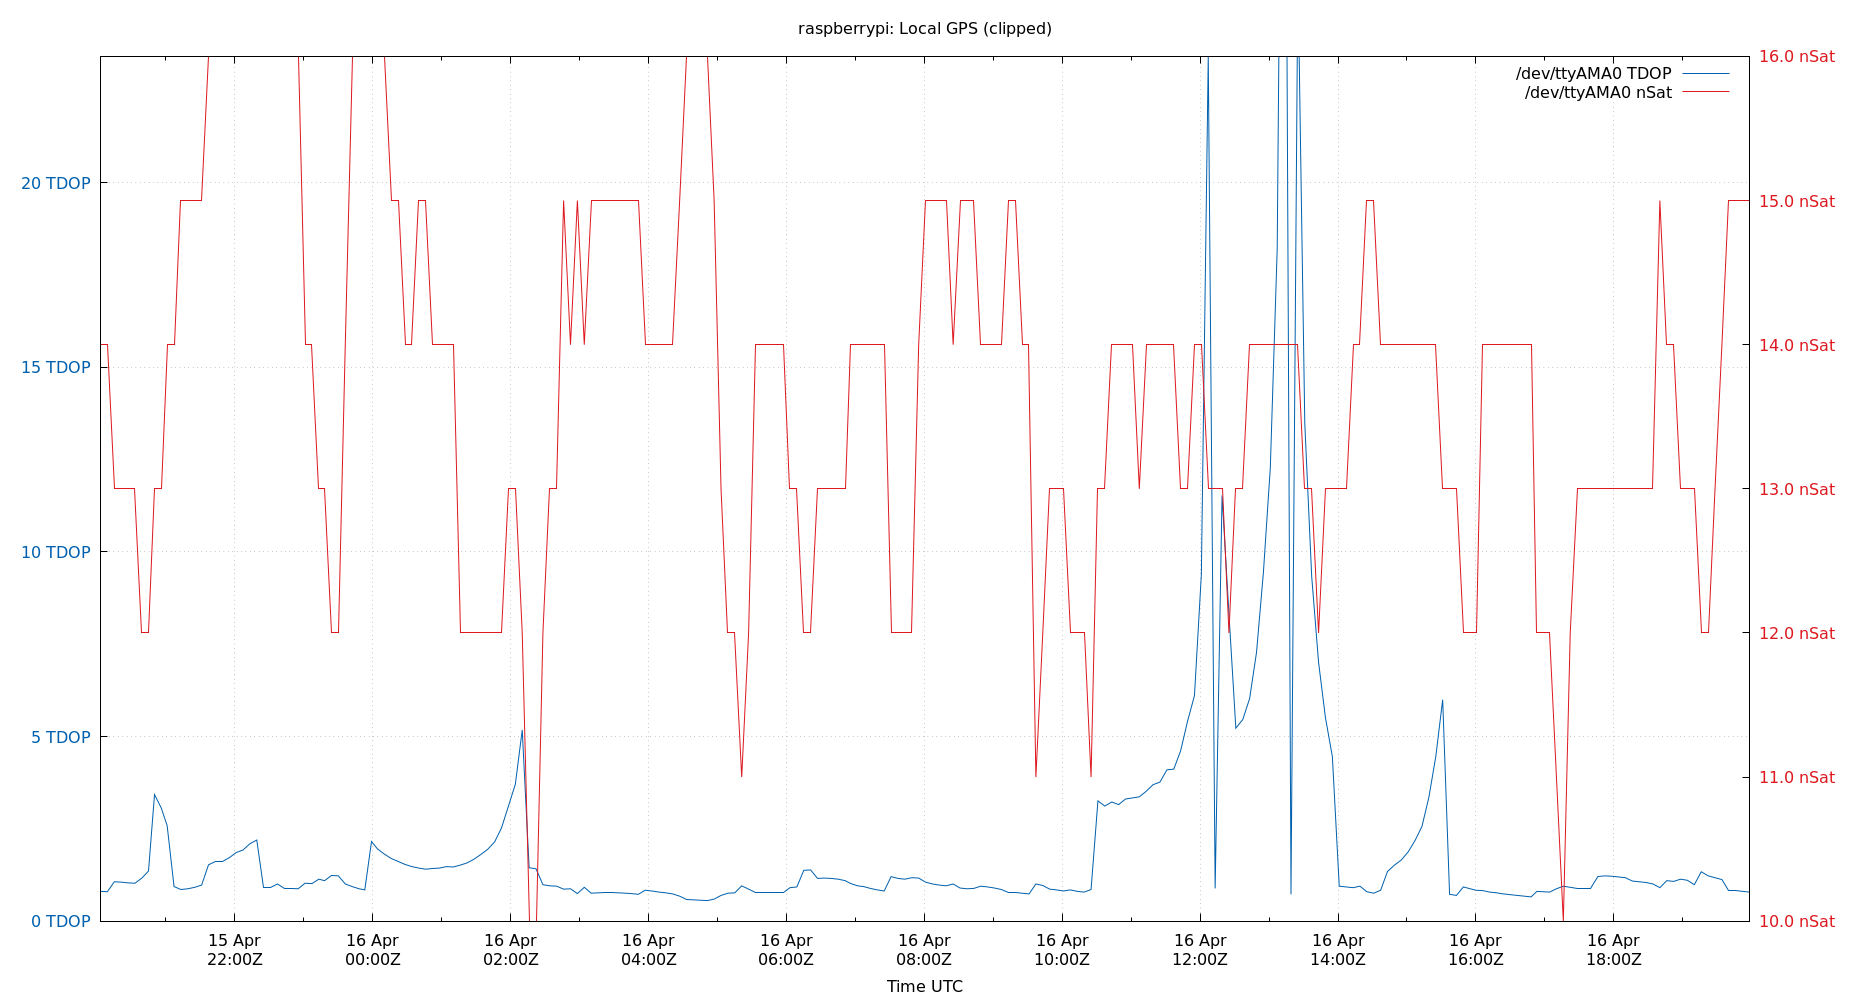 raspberrypi: Local GPS (clipped)
/dev/ttyAMA0 TDOP
/dev/ttyAMA0 nSat
20 TDOP
15 TDOP
10 TDOP
5 TDOP
0 TDOP
16.0 nSat
15.0 nSat
14.0 nSat
13.0 nSat
12.0 nSat
11.0 nSat
10.0 nSat
15 Apr
22:00Z
16 Apr
00:00Z
16 Apr
02:00Z
16 Apr
04:00Z
16 Apr
06:00Z
16 Apr
08:00Z
16 Apr
10:00Z
16 Apr
12:00Z
16 Apr
14:00Z
16 Apr
16:00Z
16 Apr
18:00Z
Time UTC